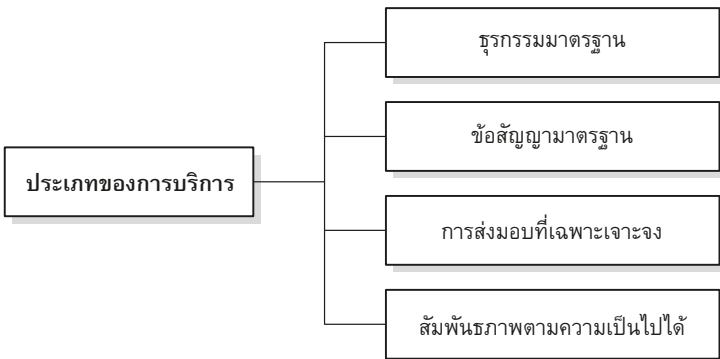 ธุรกรรมมาตรฐาน
ข้อสัญญามาตรฐาน
ประเภทของการบริการ
การส่งมอบที่เฉพาะเจาะจง
สัมพันธภาพตามความเป็นไปได้